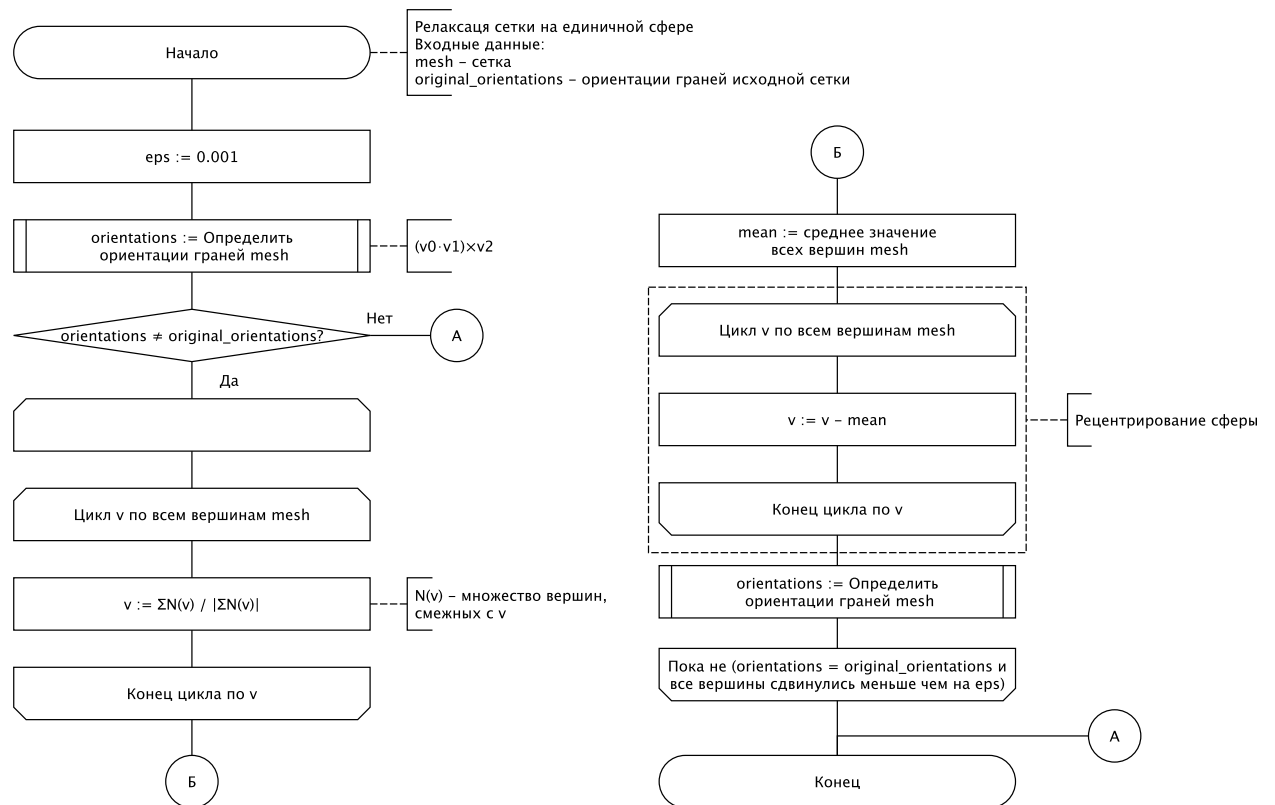 Начало
Релаксаця сетки на единичной сфере
Входные данные:
mesh – сетка
original_orientations – ориентации граней исходной сетки
eps := 0.001
orientations := Определить
ориентации граней mesh
(v0·v1)×v2
orientations ≠ original_orientations?
Нет
А
Да
Цикл v по всем вершинам mesh
v := ΣN(v) / |ΣN(v)|
N(v) – множество вершин,
смежных с v
Конец цикла по v
Б
Б
mean := среднее значение
всех вершин mesh
Цикл v по всем вершинам mesh
v := v – mean
Рецентрирование сферы
Конец цикла по v
orientations := Определить
ориентации граней mesh
Пока не (orientations = original_orientations и
все вершины сдвинулись меньше чем на eps)
А
Конец